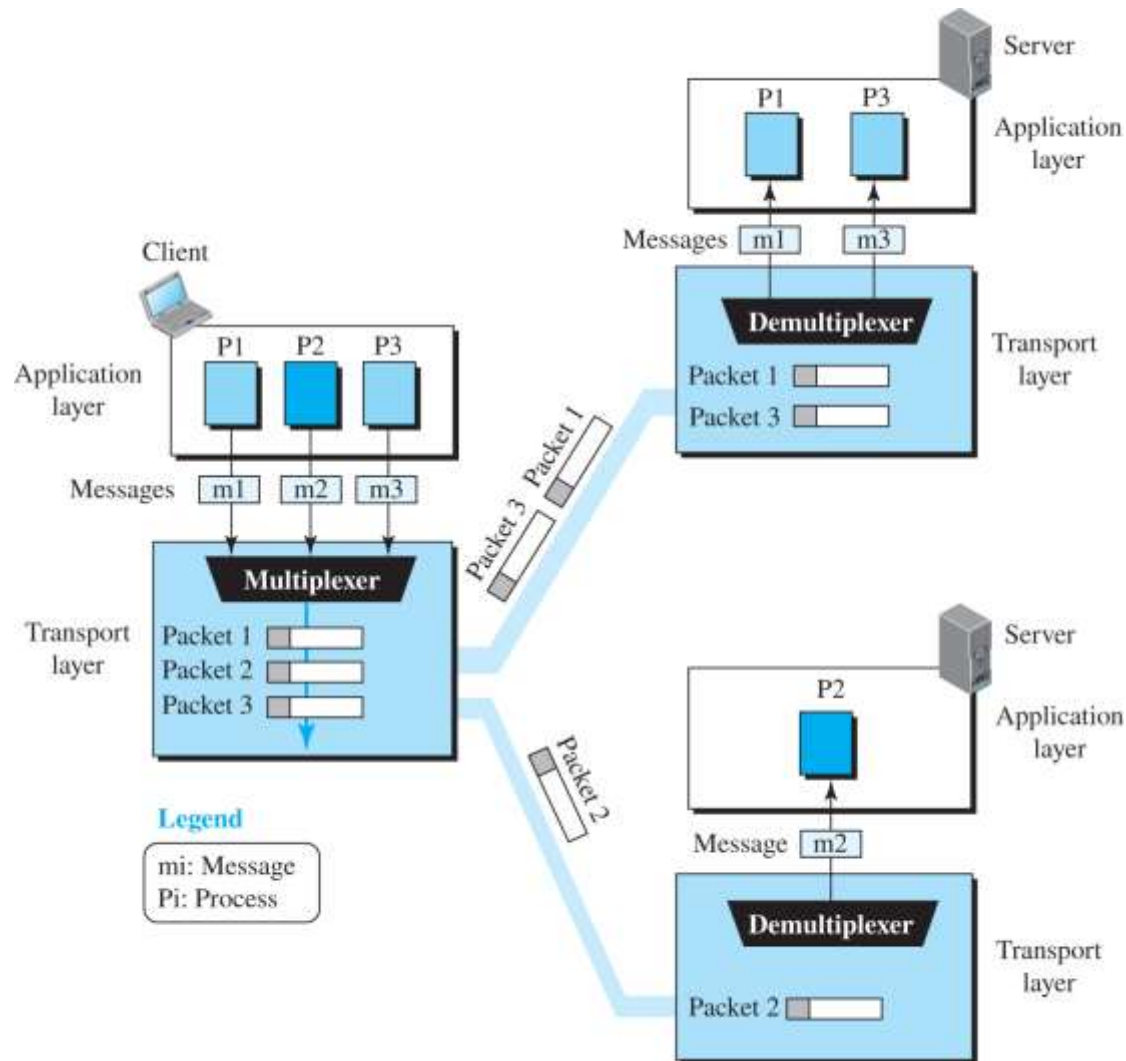 Server
P1 P3
Application
layer
Messages m1 m3
Demultiplexer
Transport
layer
Packet 1
Packet 3
Client
P1 P2 P3
Application
layer
Messages m1 m2 m3
Multiplexer
Transport
layer
Packet 1
Packet 2
Packet 3
Packet 1
Packet 3
Packet 2
Server
P2
Application
layer
Message m2
Demultiplexer
Transport
layer
Packet 2
Legend
mi: Message
Pi: Process